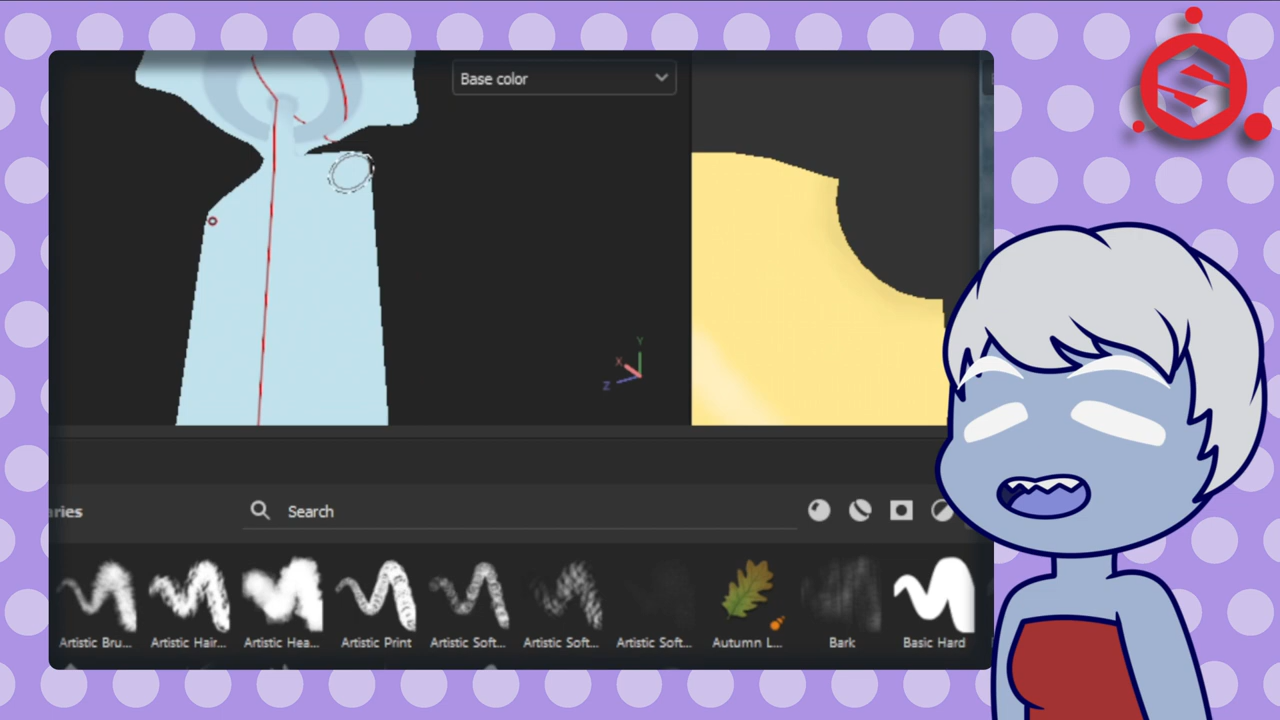 Base color
Y
X
Z
aries
Search
Artistic Bru...
Artistic Hair...
Artistic Hea...
Artistic Print
Artistic Soft...
Artistic Soft...
Artistic Soft...
Autumn L...
Bark
Basic Hard